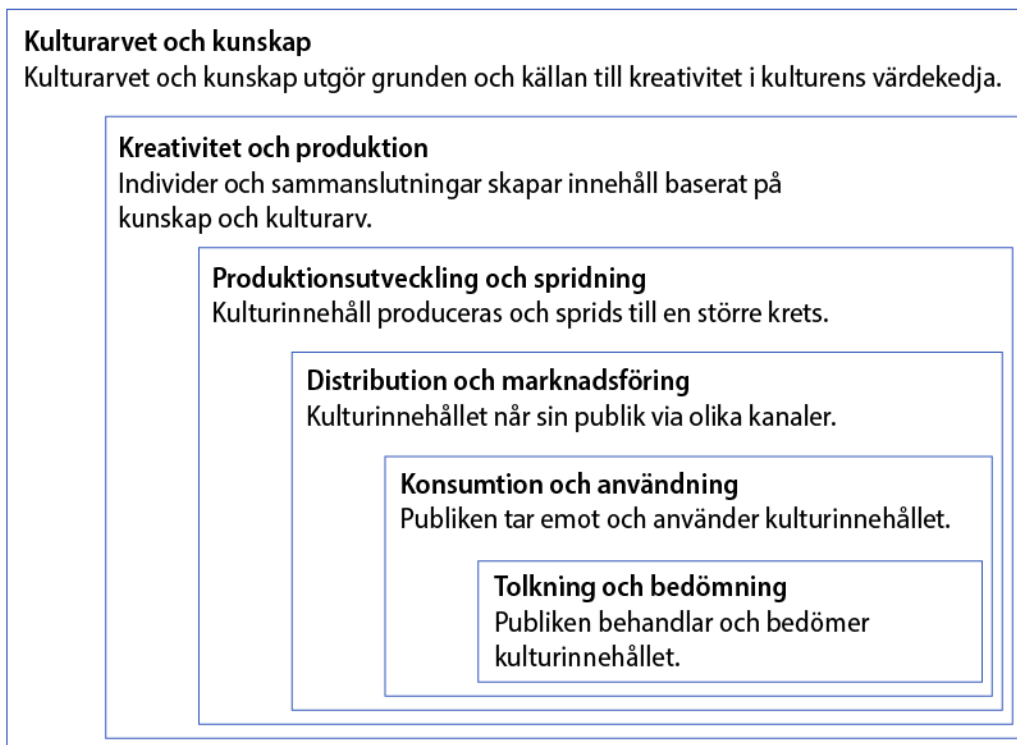 Kulturarvet och kunskap
Kulturarvet och kunskap utgör grunden och källan till kreativitet i kulturens värdekedja.
Kreativitet och produktion
Individer och sammanslutningar skapar innehåll baserat på
kunskap och kulturarv.
Produktionsutveckling och spridning
Kulturinnehåll produceras och sprids till en större krets.
Distribution och marknadsföring
Kulturinnehållet når sin publik via olika kanaler.
Konsumtion och användning
Publiken tar emot och använder kulturinnehållet.
Tolkning och bedömning
Publiken behandlar och bedömer
kulturinnehållet.